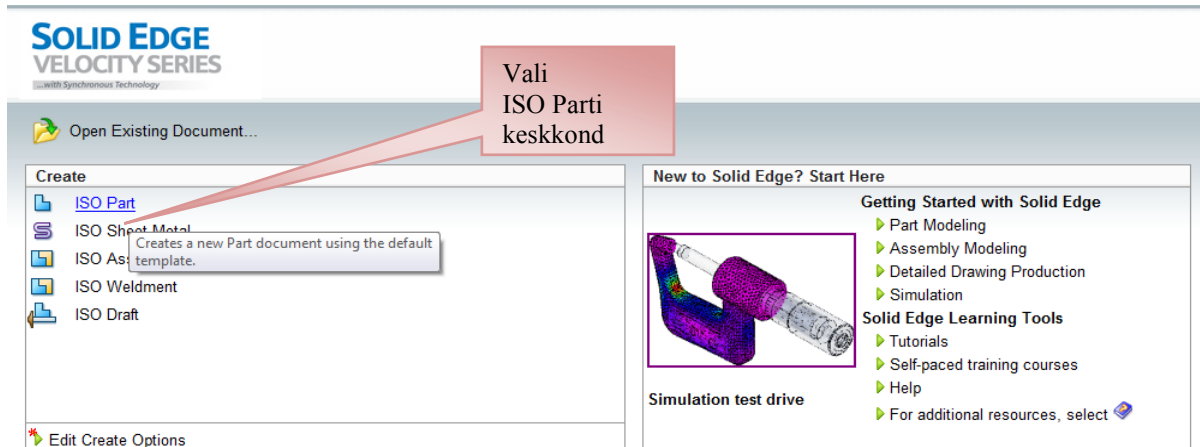 SOLID EDGE
VELOCITY SERIES
...with Synchronous Technology
Vali
ISO Parti
keskkond
Open Existing Document...
Create
ISO Part
ISO Sheet Metal
Creates a new Part document using the default
template.
ISO As
ISO Weldment
ISO Draft
Edit Create Options
New to Solid Edge? Start Here
Getting Started with Solid Edge
Part Modeling
Assembly Modeling
Detailed Drawing Production
Simulation
Solid Edge Learning Tools
Tutorials
Self-paced training courses
Help
For additional resources, select
Simulation test drive